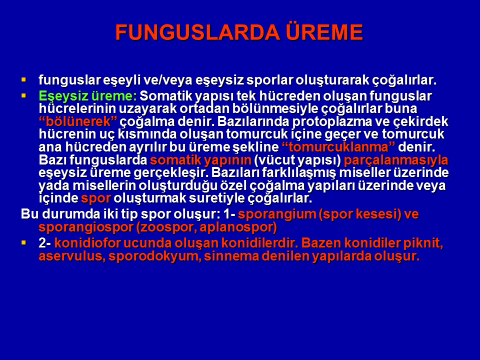 FUNGUSLARDA ÜREME
funguslar eşeyli ve/veya eşeysiz sporlar oluşturarak çoğalırlar.
Eşeysiz üreme: Somatik yapısı tek hücreden oluşan funguslar
hücrelerinin uzayarak ortadan bölünmesiyle çoğalırlar buna
“bölünerek” çoğalma denir. Bazılarında protoplazma ve çekirdek
hücrenin uç kısmında oluşan tomurcuk içine geçer ve tomurcuk
ana hücreden ayrılır bu üreme şekline “tomurcuklanma” denir.
Bazı funguslarda somatik yapının (vücut yapısı) parçalanmasıyla
eşeysiz üreme gerçekleşir. Bazıları farklılaşmış miseller üzerinde
yada misellerin oluşturduğu özel çoğalma yapıları üzerinde veya
içinde spor oluşturmak suretiyle çoğalırlar.
Bu durumda iki tip spor oluşur: 1- sporangium (spor kesesi) ve
sporangiospor (zoospor, aplanospor)
2- konidiofor ucunda oluşan konidilerdir. Bazen konidiler piknit,
aservulus, sporodokyum, sinnema denilen yapılarda oluşur.